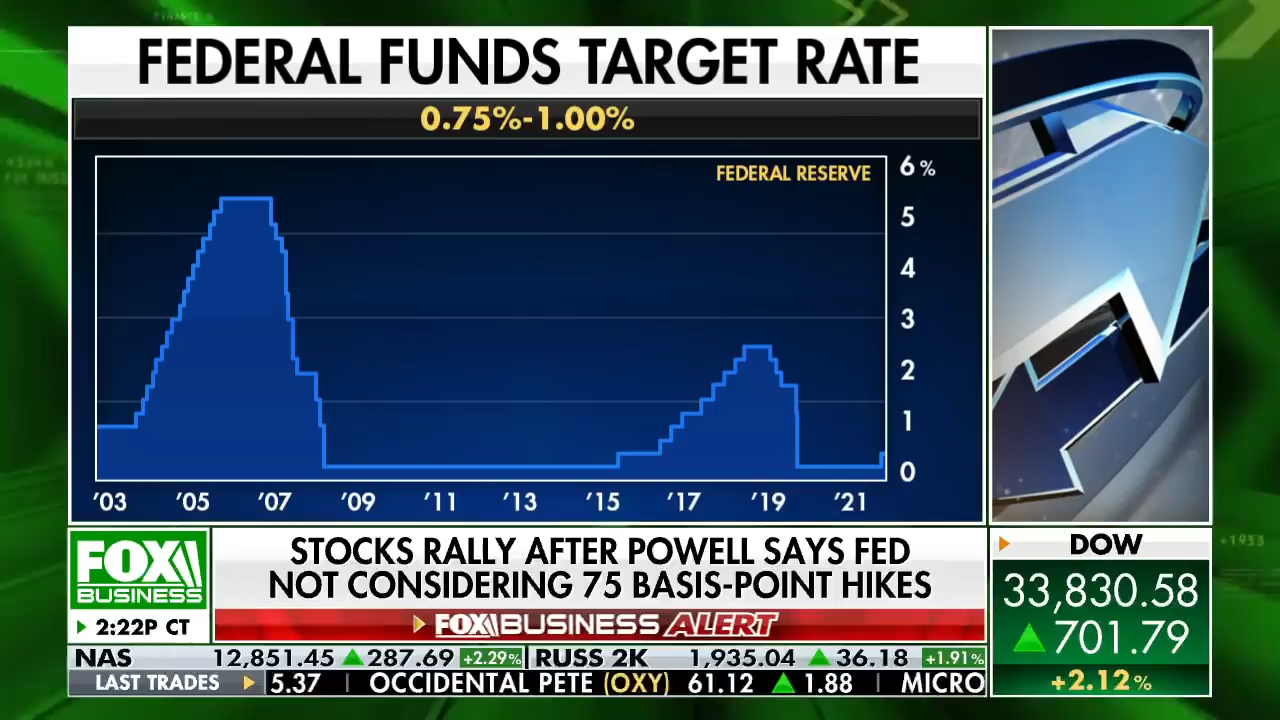 FEDERAL FUNDS TARGET RATE
0.75%-1.00%
FEDERAL RESERVE
6%
5
4
3
2
1
0
'03 '05 '07 '09 '11 '13 '15 '17 '19 '21
FOX
BUSINESS
2:22P CT
STOCKS RALLY AFTER POWELL SAYS FED
NOT CONSIDERING 75 BASIS-POINT HIKES
FOX BUSINESS ALERT
DOW
33,830.58
701.79
+2.12%
NAS 12,851.45 287.69 +2.29% RUSS 2K 1,935.04 36.18 +1.91%
LAST TRADES 5.37 | OCCIDENTAL PETE (OXY) 61.12 1.88 | MICRO
+1933